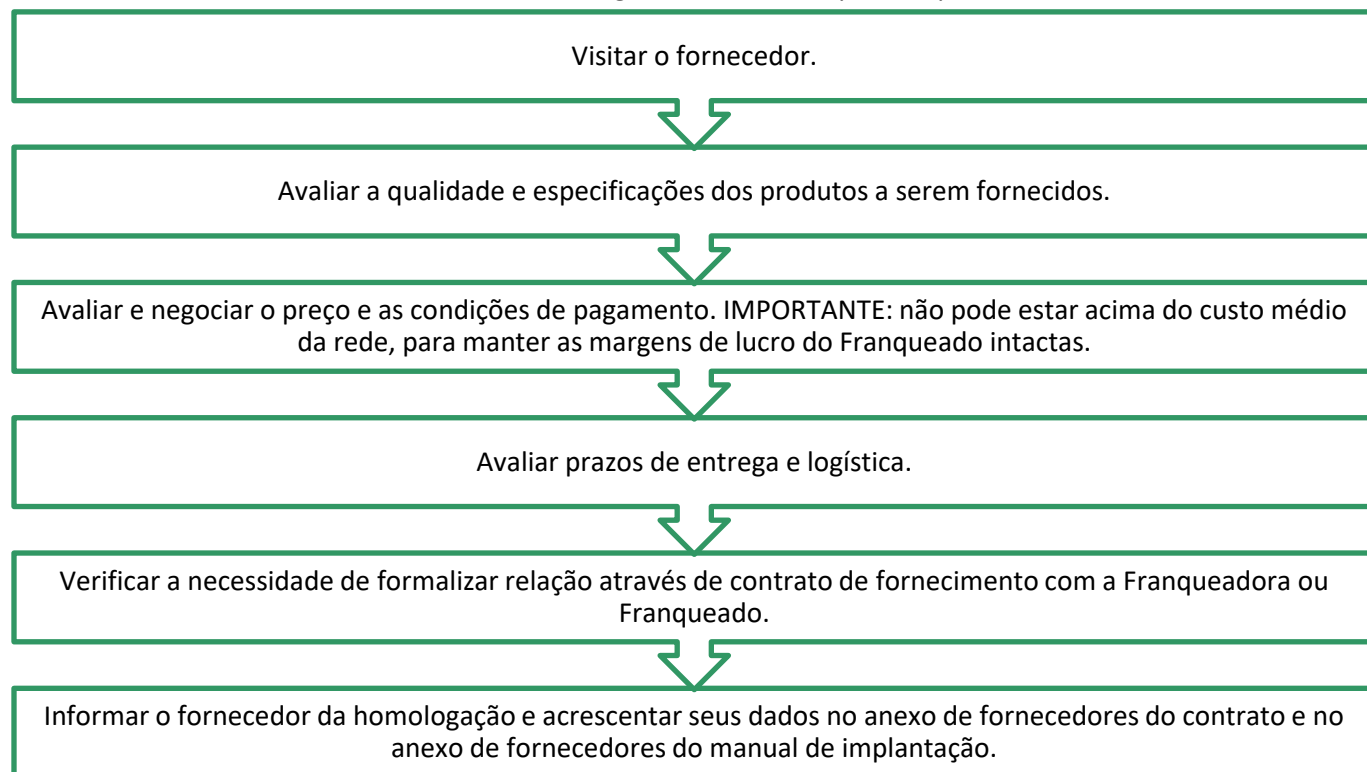 Visitar o fornecedor.
Avaliar a qualidade e especificações dos produtos a serem fornecidos.
Avaliar e negociar o preço e as condições de pagamento. IMPORTANTE: não pode estar acima do custo médio
da rede, para manter as margens de lucro do Franqueado intactas.
Avaliar prazos de entrega e logística.
Verificar a necessidade de formalizar relação através de contrato de fornecimento com a Franqueadora ou
Franqueado.
Informar o fornecedor da homologação e acrescentar seus dados no anexo de fornecedores do contrato e no
anexo de fornecedores do manual de implantação.